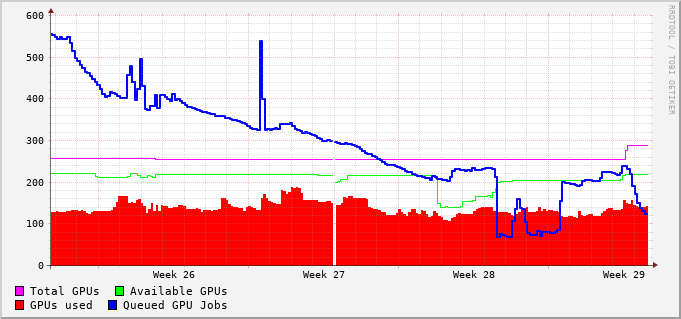 600
500
400
300
200
100
0
Week 26 Week 27 Week 28 Week 29
Total GPUs Available GPUs
GPUs used Queued GPU Jobs
RRDTOOL / TOBI OETIKER